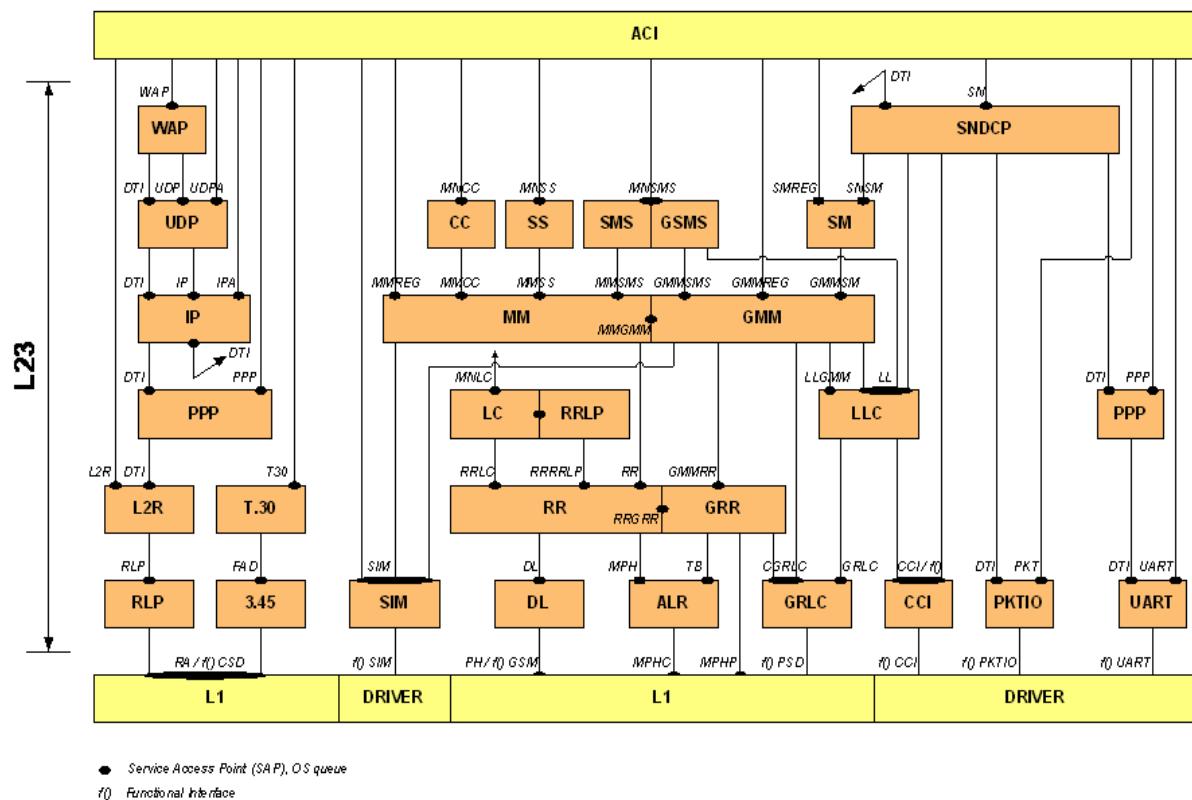 ACI
L23
DTI
WAP
SN
WAP
SNDCP
DTI UDP UDPA
MNCC
MNSS
MNSMS
SMREG
SNSM
UDP
CC
SS
SMS
GSMS
SM
DTI
IP
IPA
MMREG
MMCC
MMSS
MMSMS
GMMSMS
GMMREG
GMMSM
IP
MM
GMM
MMGMM
DTI
DTI
PPP
MNLC
LLGMM
LL
DTI
PPP
PPP
LC
RRLP
LLC
PPP
L2R
DTI
T30
RRLC
RRRRLP
RR
GMMRR
L2R
T.30
RR
GRR
RRGRR
RLP
FAD
SIM
DL
MPH
TB
CGRLC
GRLC
CCI / f()
DTI
PKT
DTI
UART
RLP
3.45
SIM
DL
ALR
GRLC
CCI
PKTIO
UART
RA / f() CSD
f() SIM
PH / f() GSM
MPHC
MPHP
f() PSD
f() CCI
f() PKTIO
f() UART
L1
DRIVER
L1
DRIVER
Service Access Point (SAP), OS queue
f() Functional Interface